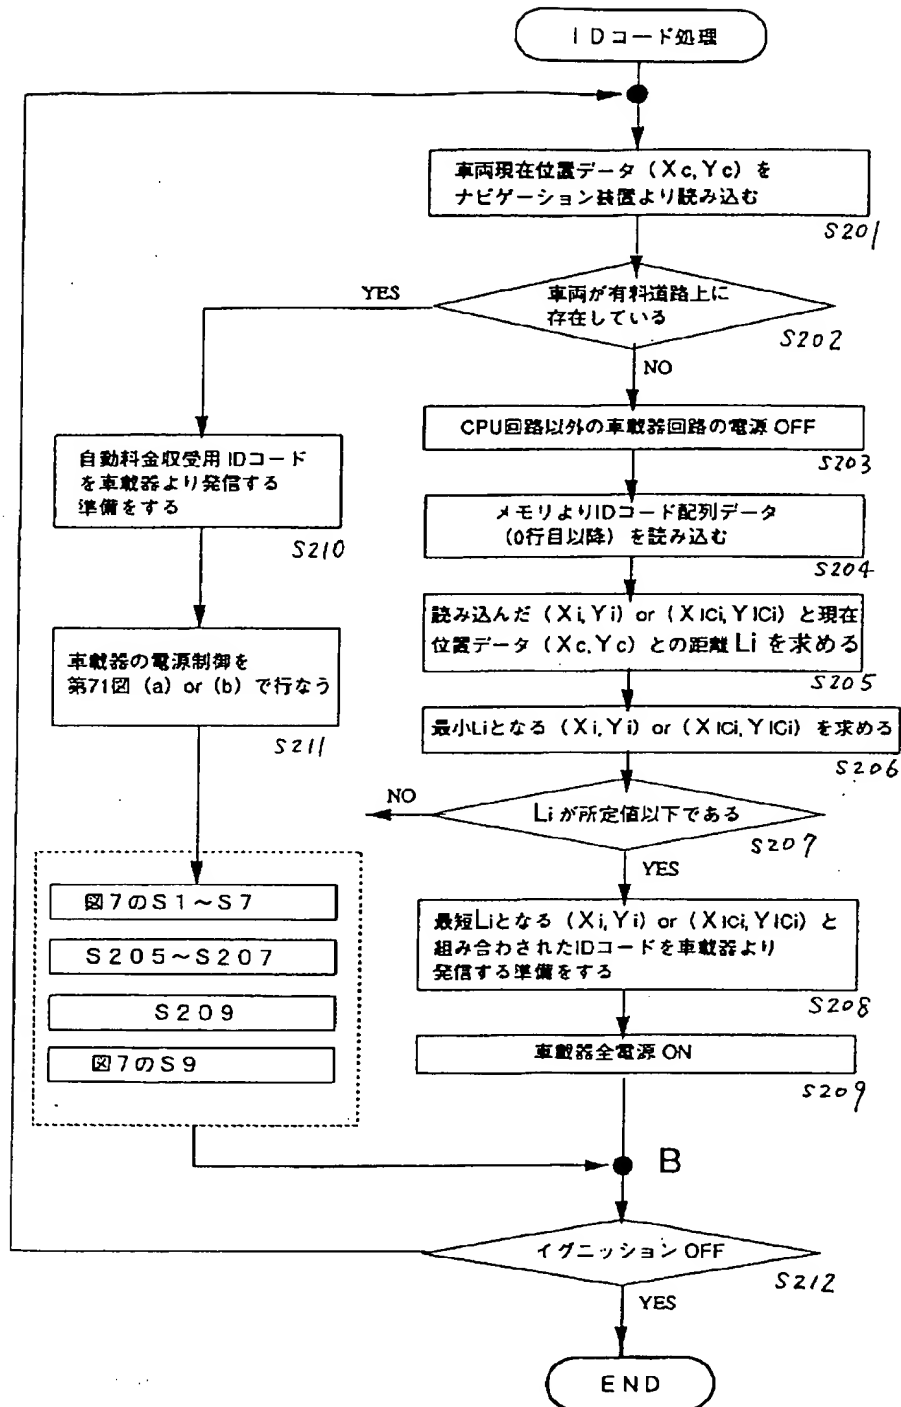 IDコード処理
車両現在位置データ(Xc,Yc)を
ナビゲーション装置より読み込む
S201
YES
車両が有料道路上に
存在している
S202
NO
CPU回路以外の車載器回路の電源 OFF
S203
自動料金収受用 IDコード
を車載器より発信する
準備をする
S210
メモリよりIDコード配列データ
(0行目以降)を読み込む
S204
読み込んだ(Xi,Yi) or (XICi,YICi)と現在
位置データ(Xc,Yc)との距離Liを求める
S205
車載器の電源制御を
第71図 (a) or (b) で行なう
S211
最小Liとなる(Xi,Yi) or (XICi,YICi)を求める
S206
NO
Liが所定値以下である
S207
YES
図7のS1~S7
S205~S207
S209
図7のS9
最短Liとなる(Xi,Yi) or (XICi,YICi)と
組み合わされたIDコードを車載器より
発信する準備をする
S208
車載器全電源 ON
S209
B
イグニッション OFF
S212
YES
END